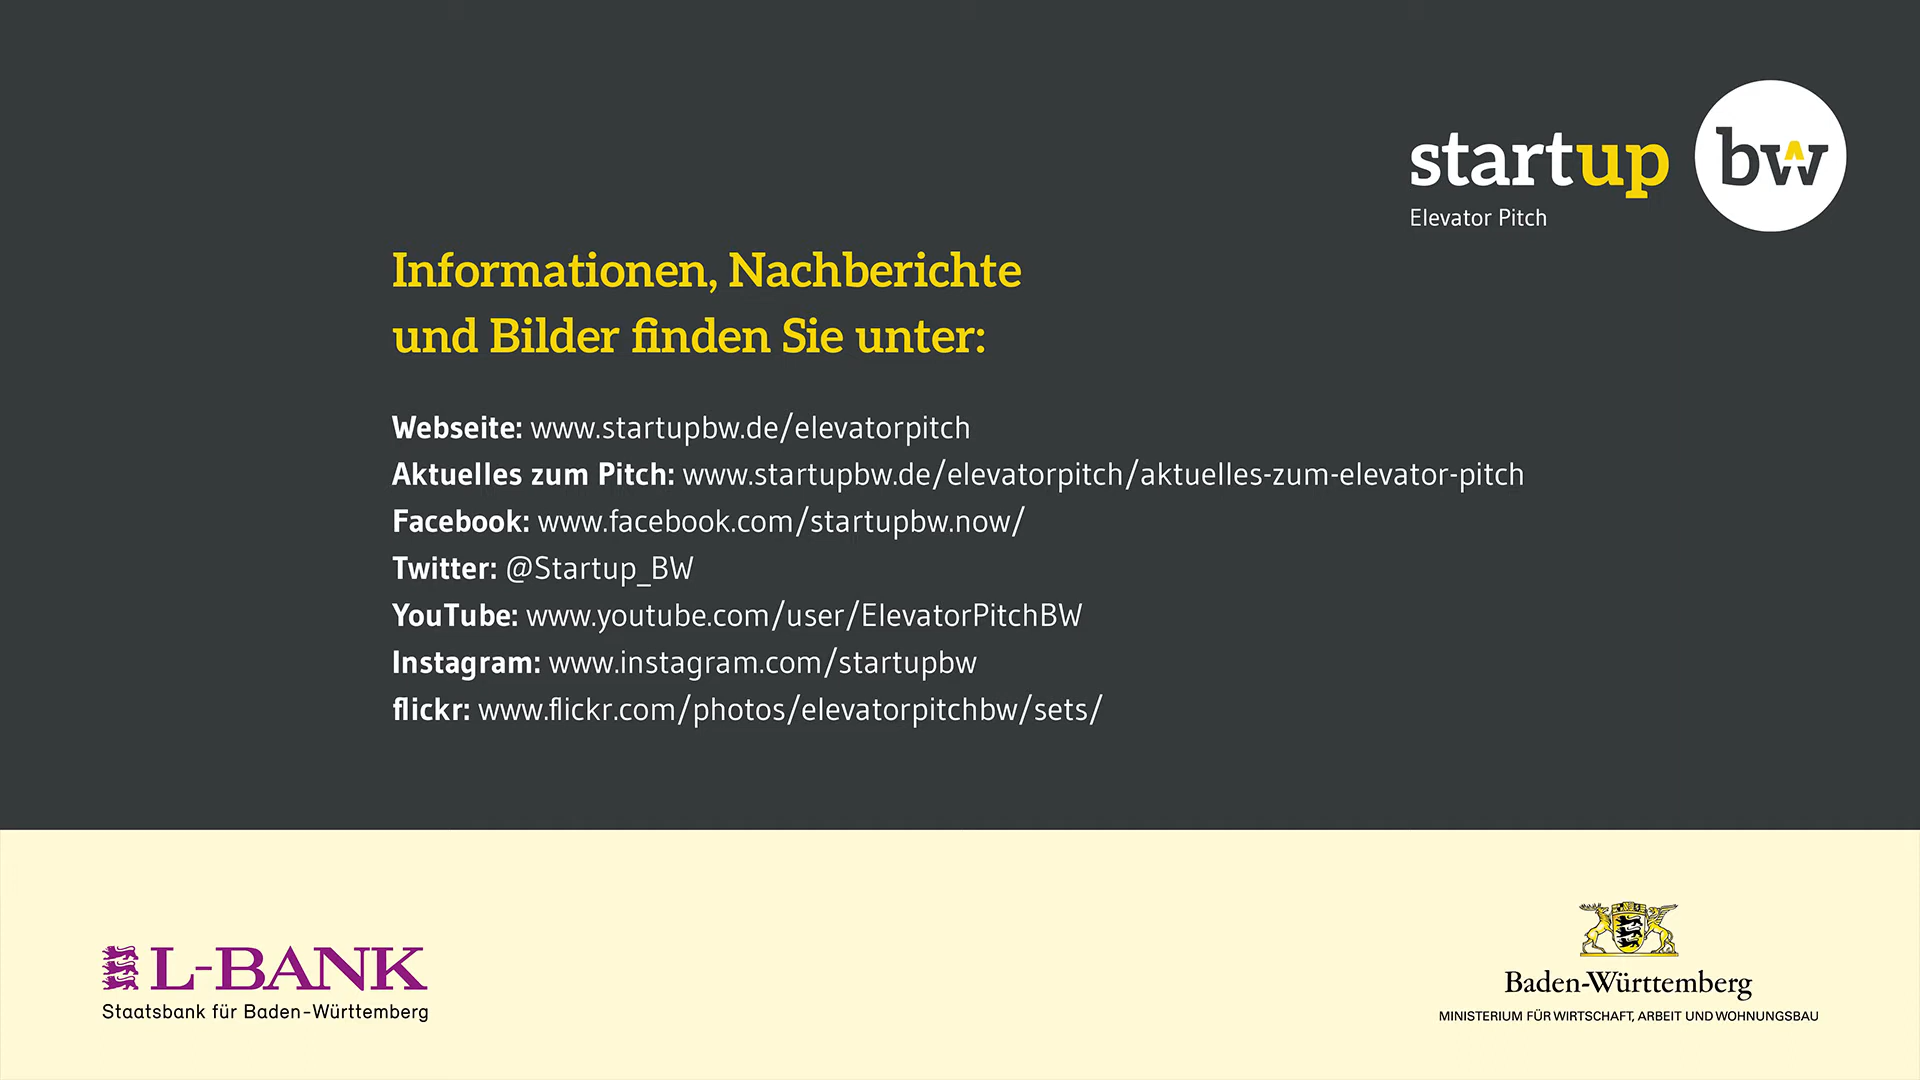 startup bw
Elevator Pitch
Informationen, Nachberichte
und Bilder finden Sie unter:
Webseite: www.startupbw.de/elevatorpitch
Aktuelles zum Pitch: www.startupbw.de/elevatorpitch/aktuelles-zum-elevator-pitch
Facebook: www.facebook.com/startupbw.now/
Twitter: @Startup_BW
YouTube: www.youtube.com/user/ElevatorPitchBW
Instagram: www.instagram.com/startupbw
flickr: www.flickr.com/photos/elevatorpitchbw/sets/
L-BANK
Staatsbank für Baden-Württemberg
Baden-Württemberg
MINISTERIUM FÜR WIRTSCHAFT, ARBEIT UND WOHNUNGSBAU